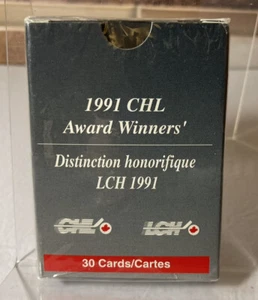 1991 CHL
Award Winners'
Distinction honorifique
LCH 1991
CHL LCH
30 Cards/Cartes